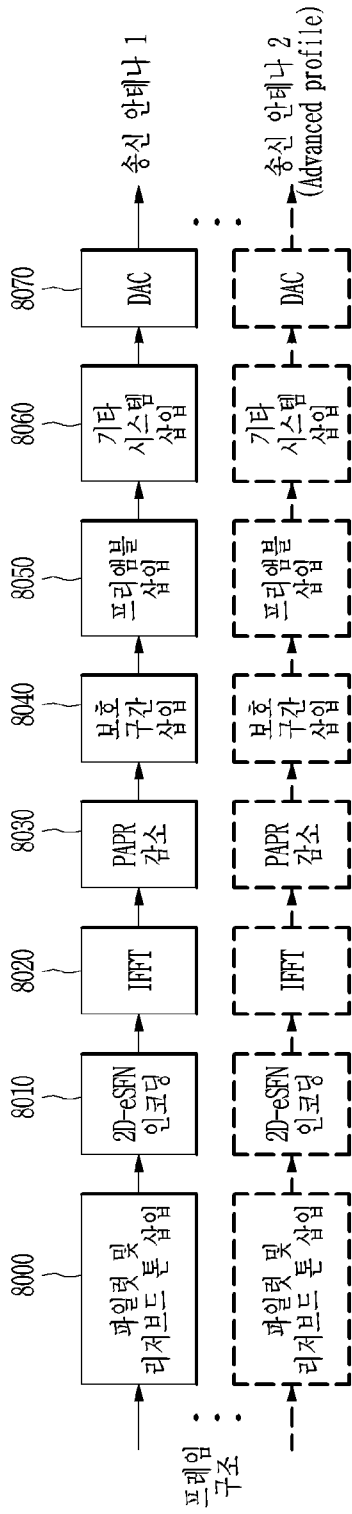 프레임
구조
8000
파일럿 및
리저브드 톤 삽입
8010
2D-eSFN
인코딩
8020
IFFT
8030
PAPR
감소
8040
보호
구간
삽입
8050
프리앰블
삽입
8060
기타
시스템
삽입
8070
DAC
송신 안테나 1
파일럿 및
리저브드 톤 삽입
2D-eSFN
인코딩
IFFT
PAPR
감소
보호
구간
삽입
프리앰블
삽입
기타
시스템
삽입
DAC
송신 안테나 2
(Advanced profile)